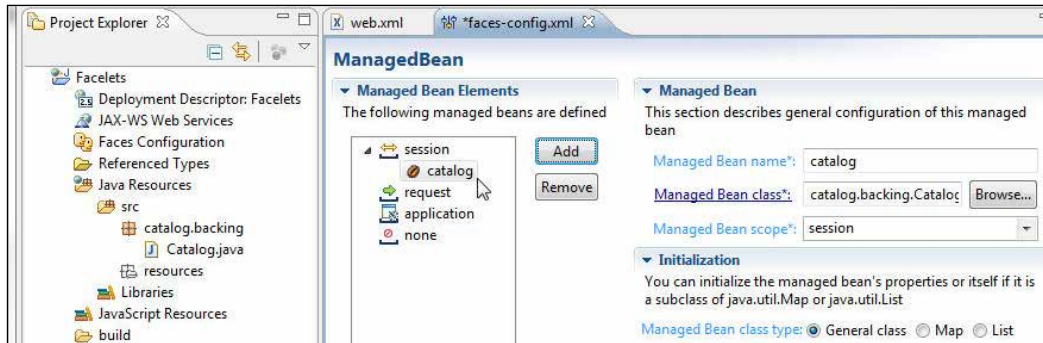 Project Explorer
Facelets
Deployment Descriptor: Facelets
JAX-WS Web Services
Faces Configuration
Referenced Types
Java Resources
src
catalog.backing
Catalog.java
resources
Libraries
JavaScript Resources
build
web.xml
*faces-config.xml
ManagedBean
Managed Bean Elements
The following managed beans are defined
session
catalog
request
application
none
Add
Remove
Managed Bean
This section describes general configuration of this managed
bean
Managed Bean name*: catalog
Managed Bean class*: catalog.backing.Catalog Browse...
Managed Bean scope*: session
Initialization
You can initialize the managed bean's properties or itself if it is
a subclass of java.util.Map or java.util.List
Managed Bean class type: General class Map List